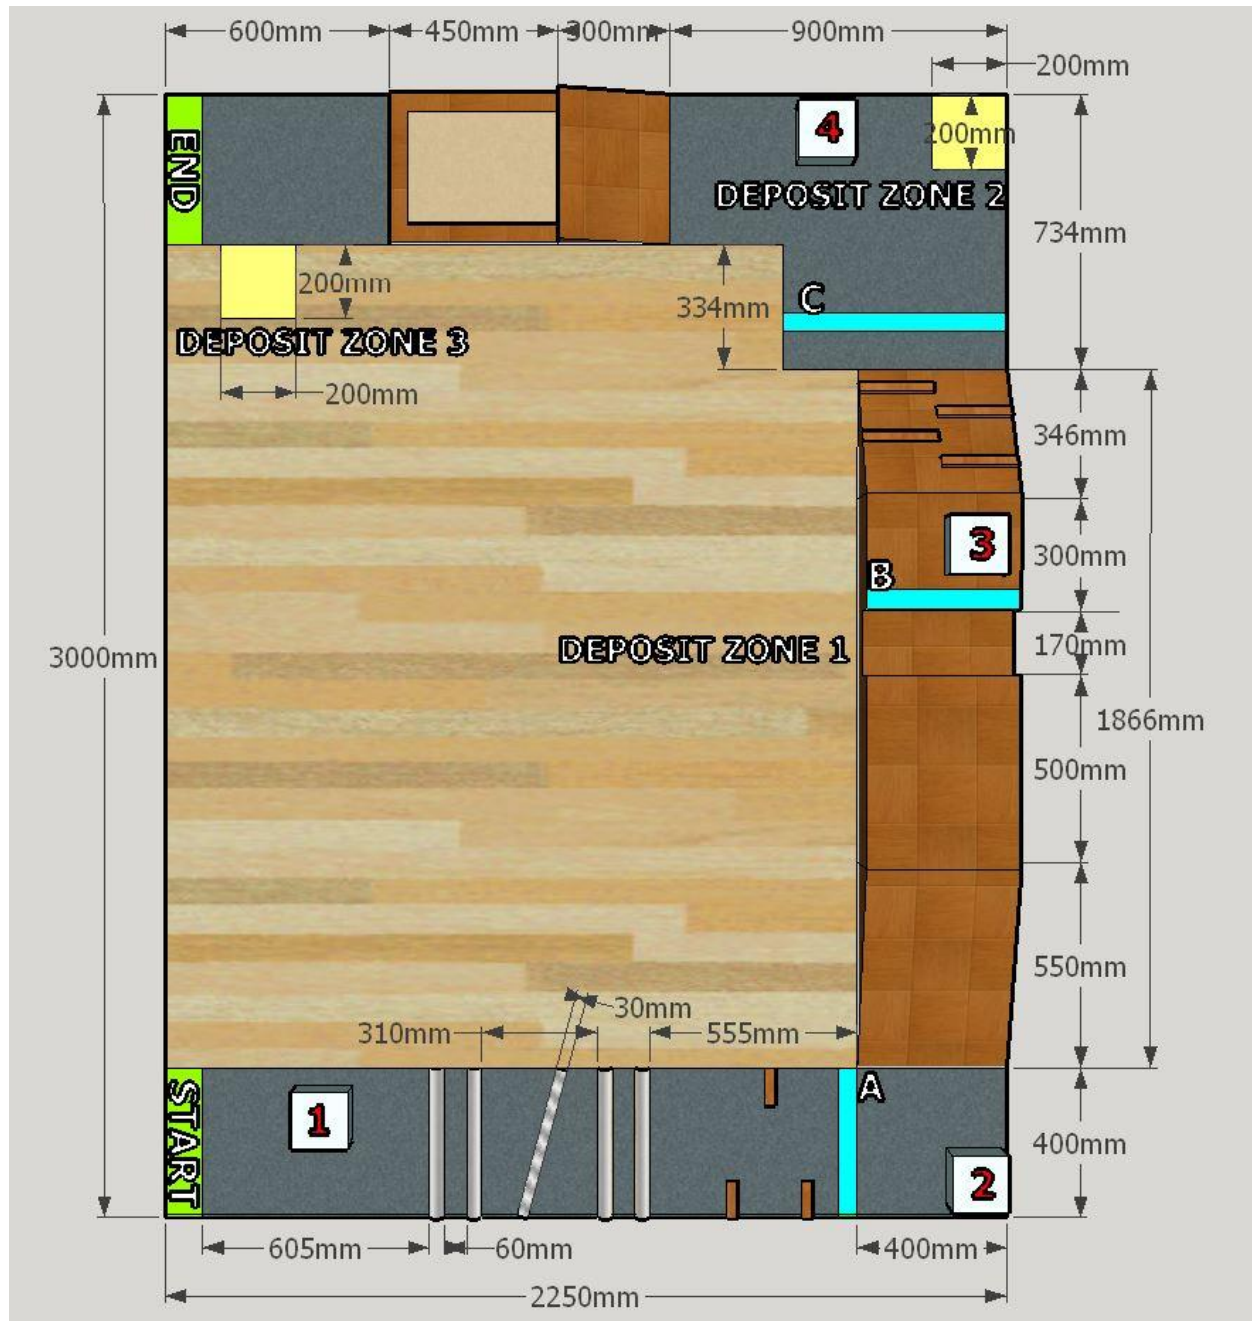 600mm
450mm
300mm
900mm
200mm
4
200mm
END
DEPOSIT ZONE 2
734mm
200mm
C
334mm
DEPOSIT ZONE 3
200mm
346mm
3
300mm
B
DEPOSIT ZONE 1
170mm
3000mm
1866mm
500mm
550mm
30mm
310mm
555mm
A
START
1
400mm
2
605mm
60mm
400mm
2250mm